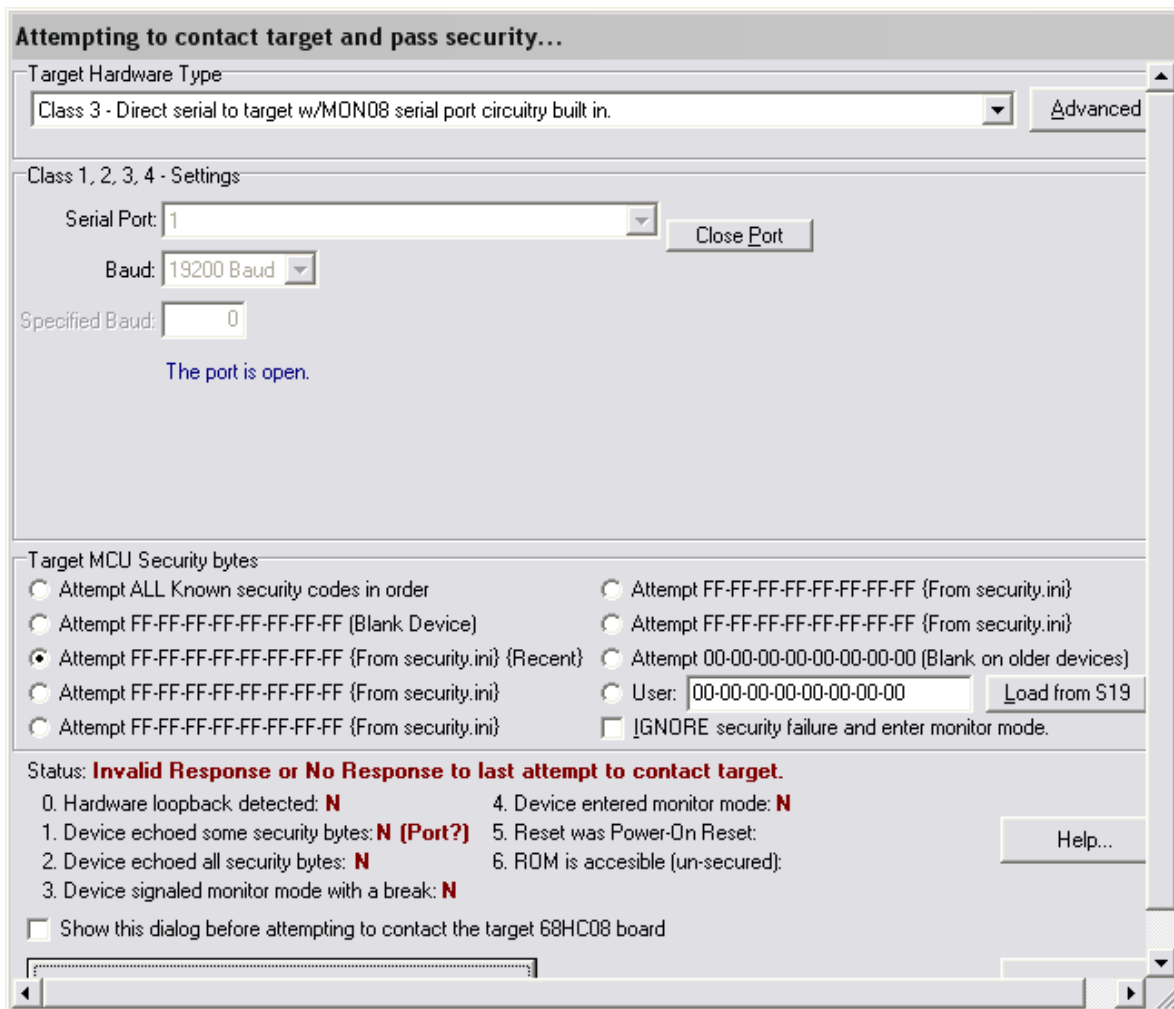 Attempting to contact target and pass security...
Target Hardware Type
Class 3 - Direct serial to target w/MON08 serial port circuitry built in.
Advanced
Class 1, 2, 3, 4 - Settings
Serial Port: 1
Close Port
Baud: 19200 Baud
Specified Baud: 0
The port is open.
Target MCU Security bytes
Attempt ALL Known security codes in order
Attempt FF-FF-FF-FF-FF-FF-FF-FF {From security.ini}
Attempt FF-FF-FF-FF-FF-FF-FF-FF (Blank Device)
Attempt FF-FF-FF-FF-FF-FF-FF-FF {From security.ini}
Attempt FF-FF-FF-FF-FF-FF-FF-FF {From security.ini} {Recent}
Attempt 00-00-00-00-00-00-00-00 (Blank on older devices)
Attempt FF-FF-FF-FF-FF-FF-FF-FF {From security.ini}
User: 00-00-00-00-00-00-00-00
Load from S19
Attempt FF-FF-FF-FF-FF-FF-FF-FF {From security.ini}
IGNORE security failure and enter monitor mode.
Status: Invalid Response or No Response to last attempt to contact target.
0. Hardware loopback detected: N
4. Device entered monitor mode: N
1. Device echoed some security bytes: N (Port?)
5. Reset was Power-On Reset:
2. Device echoed all security bytes: N
6. ROM is accesible (un-secured):
3. Device signaled monitor mode with a break: N
Help...
Show this dialog before attempting to contact the target 68HC08 board